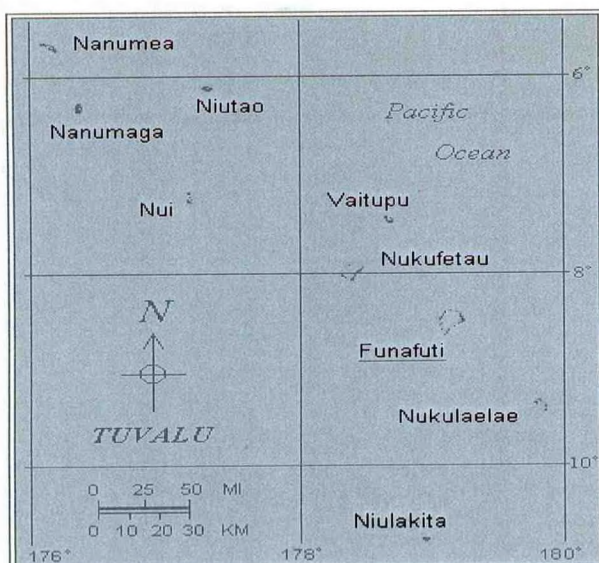 Nanumea
6°
Niutao
Pacific
Nanumaga
Ocean
Nui
Vaitupu
Nukufetau
8°
N
Funafuti
Nukulaelae
TUVALU
10°
0 25 50 MI
0 10 20 30 KM
Niulakita
176° 178° 180°